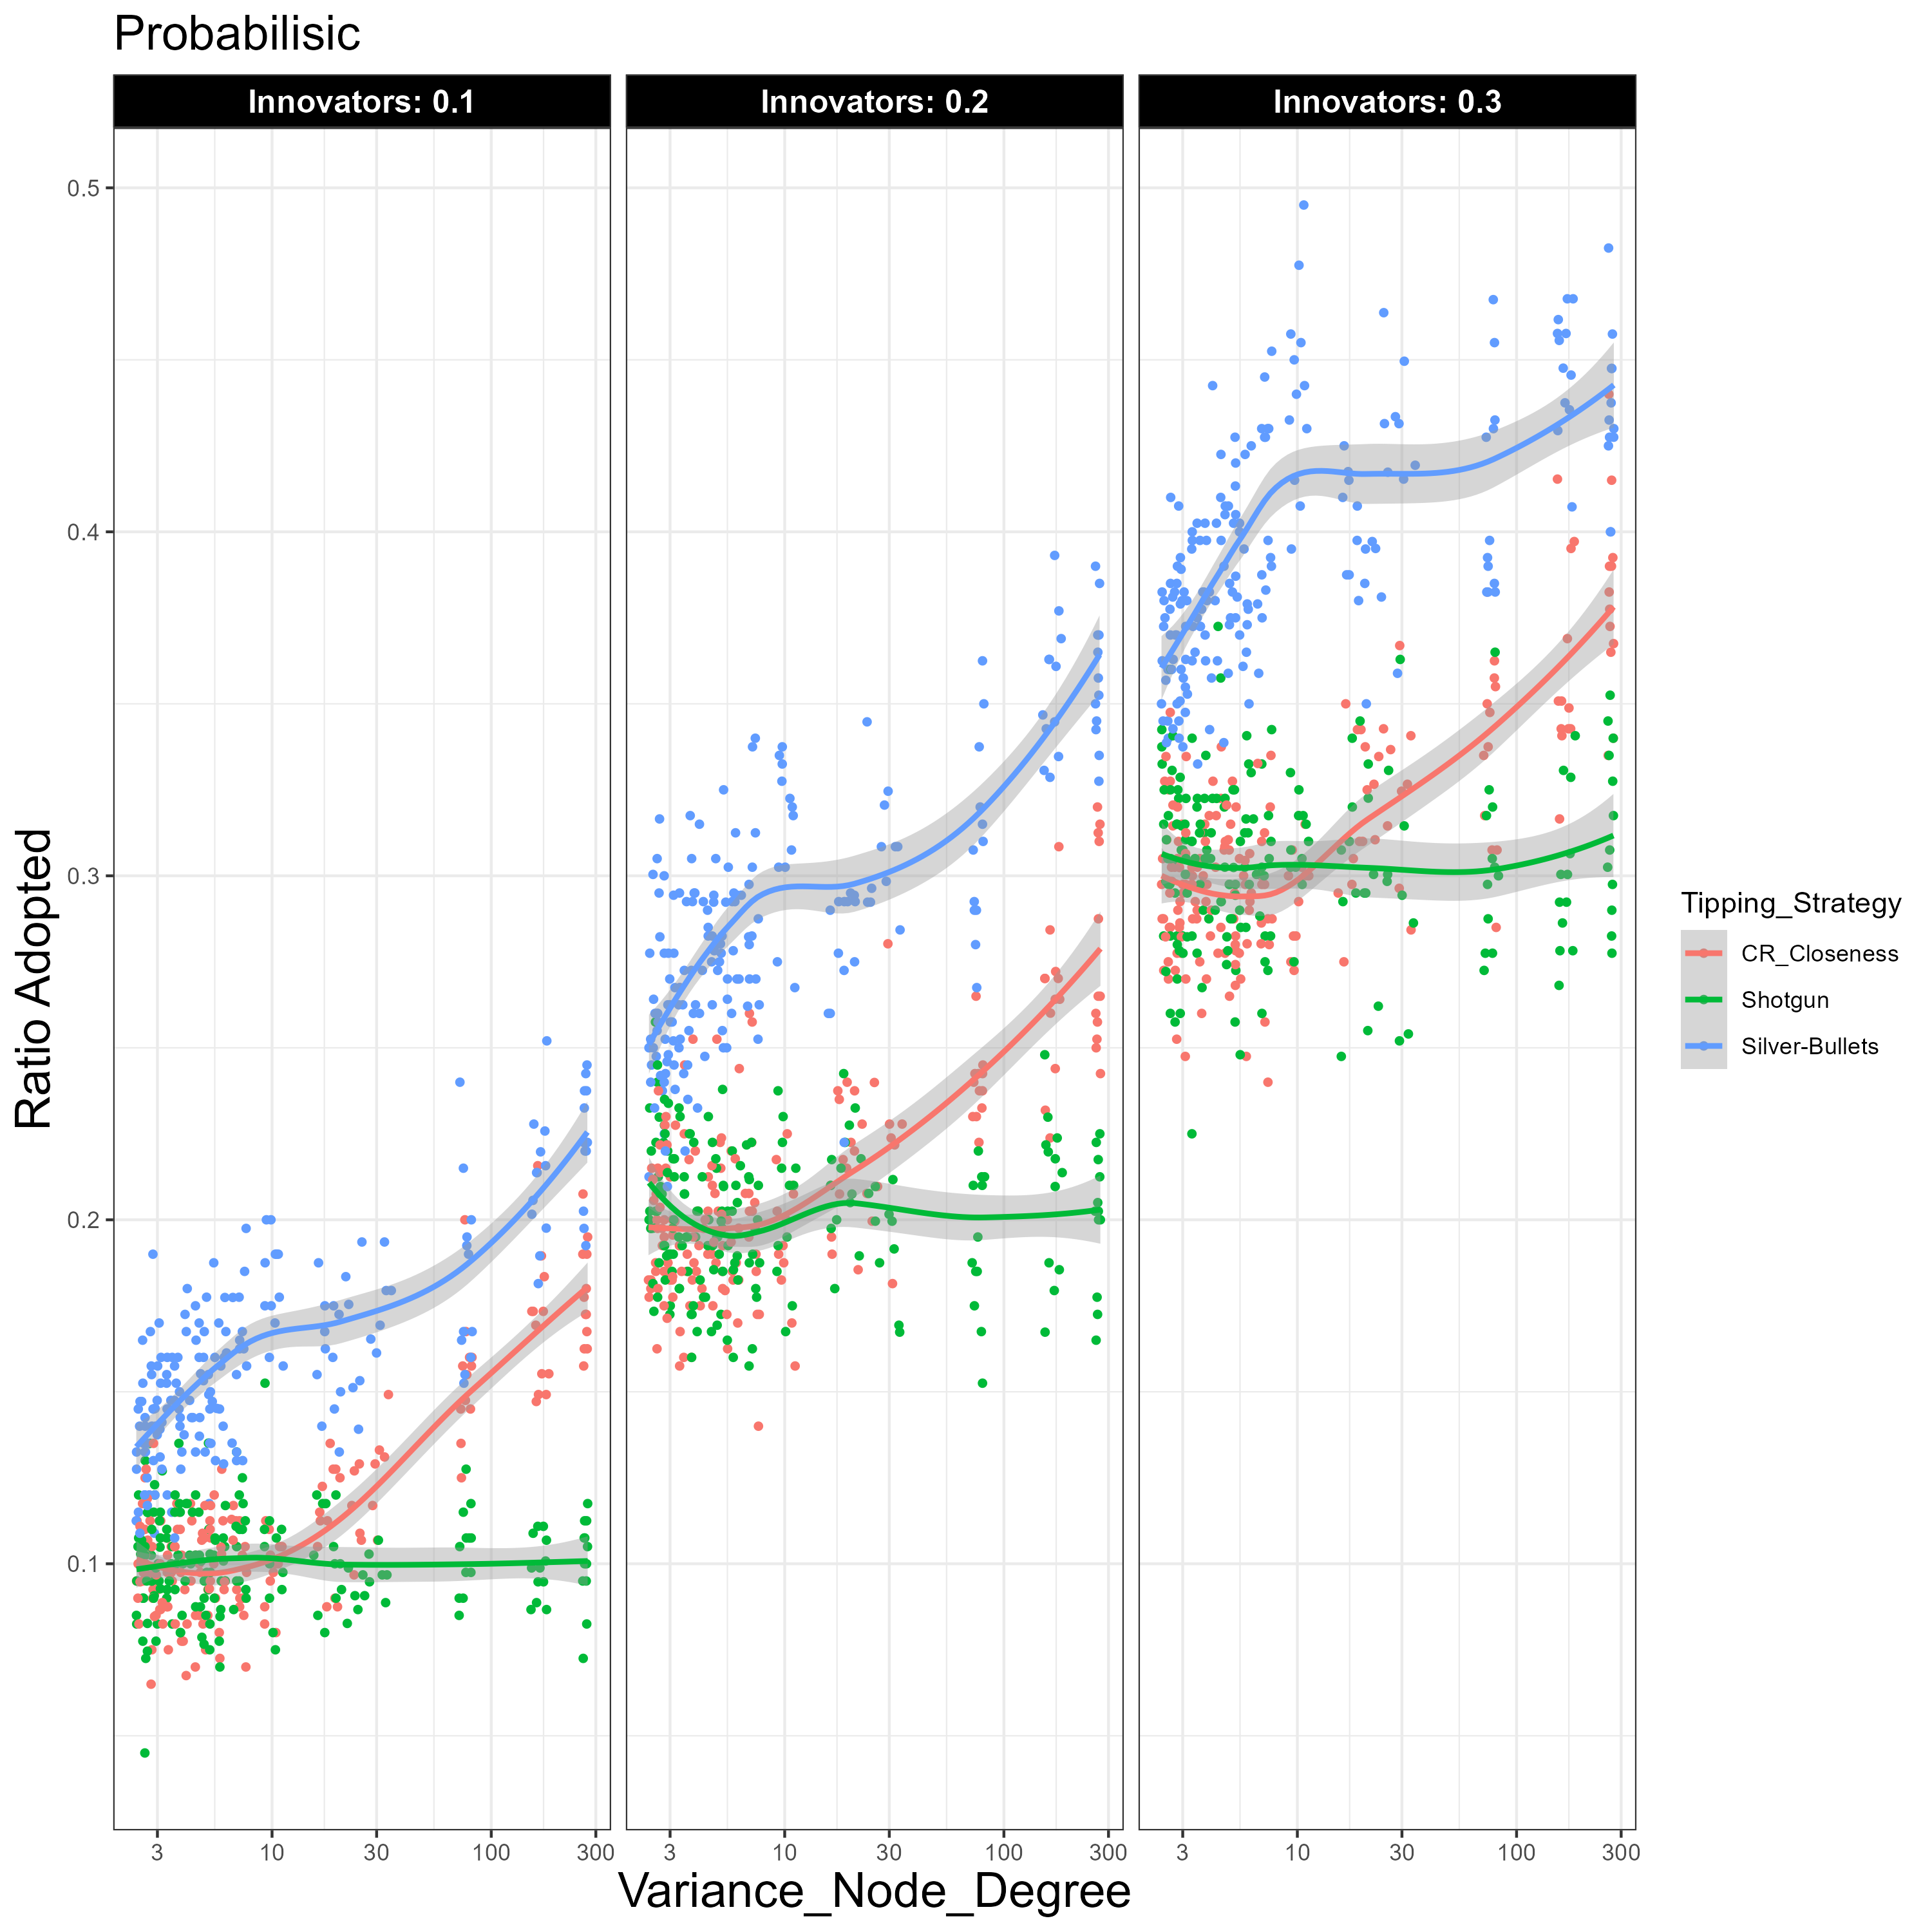 Probabilisic
Innovators: 0.1
Innovators: 0.2
Innovators: 0.3
0.5
0.4
0.3
0.2
0.1
Ratio Adopted
3 10 30 100 300
3 10 30 100 300
3 10 30 100 300
Variance_Node_Degree
Tipping_Strategy
CR_Closeness
Shotgun
Silver-Bullets